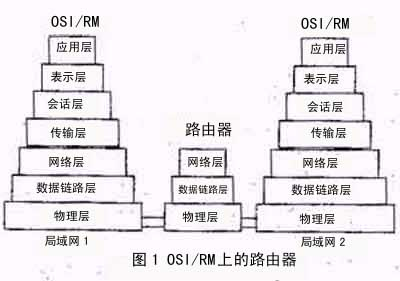 OSI/RM
应用层
表示层
会话层
传输层
网络层
数据链路层
物理层
局域网 1
路由器
网络层
数据链路层
物理层
OSI/RM
应用层
表示层
会话层
传输层
网络层
数据链路层
物理层
局域网 2
图 1 OSI/RM上的路由器